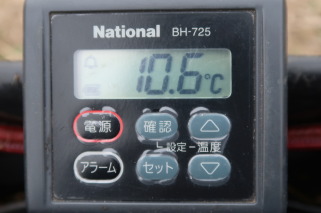 National BH-725
10.6℃
電源 確認 △
└設定-温度
アラーム セット ▽